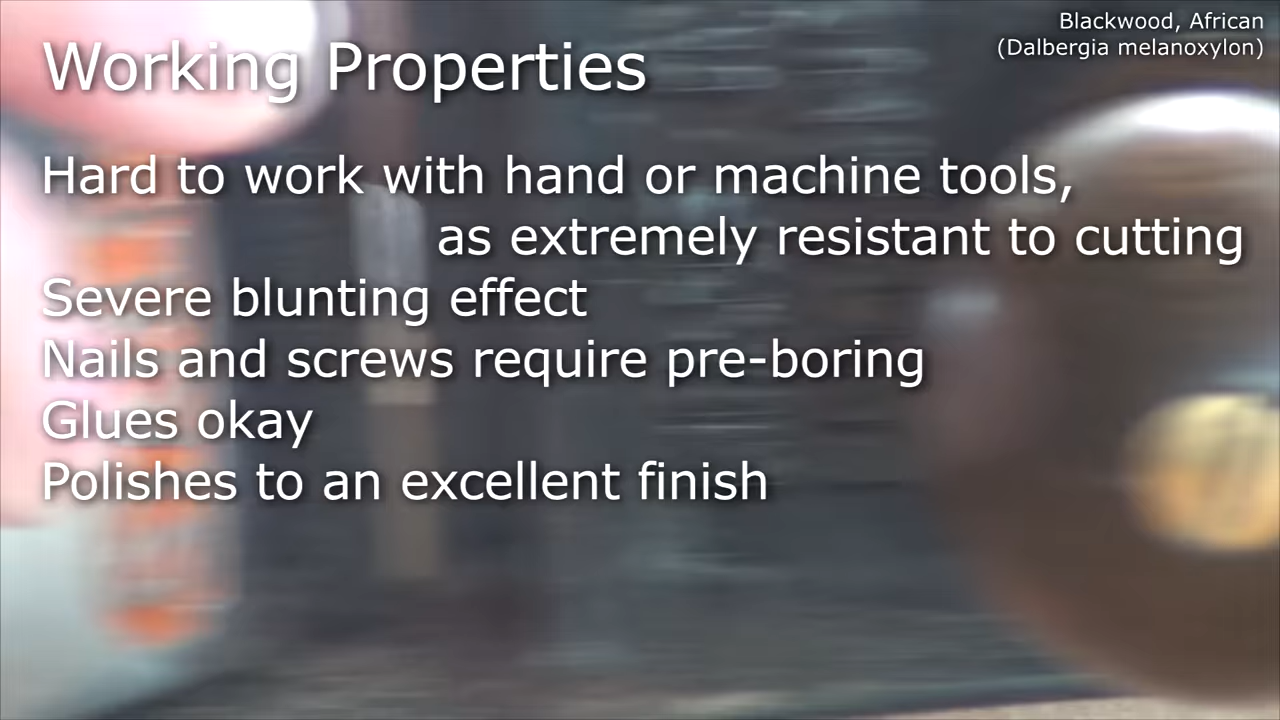 Blackwood, African
(Dalbergia melanoxylon)
Working Properties
Hard to work with hand or machine tools,
as extremely resistant to cutting
Severe blunting effect
Nails and screws require pre-boring
Glues okay
Polishes to an excellent finish